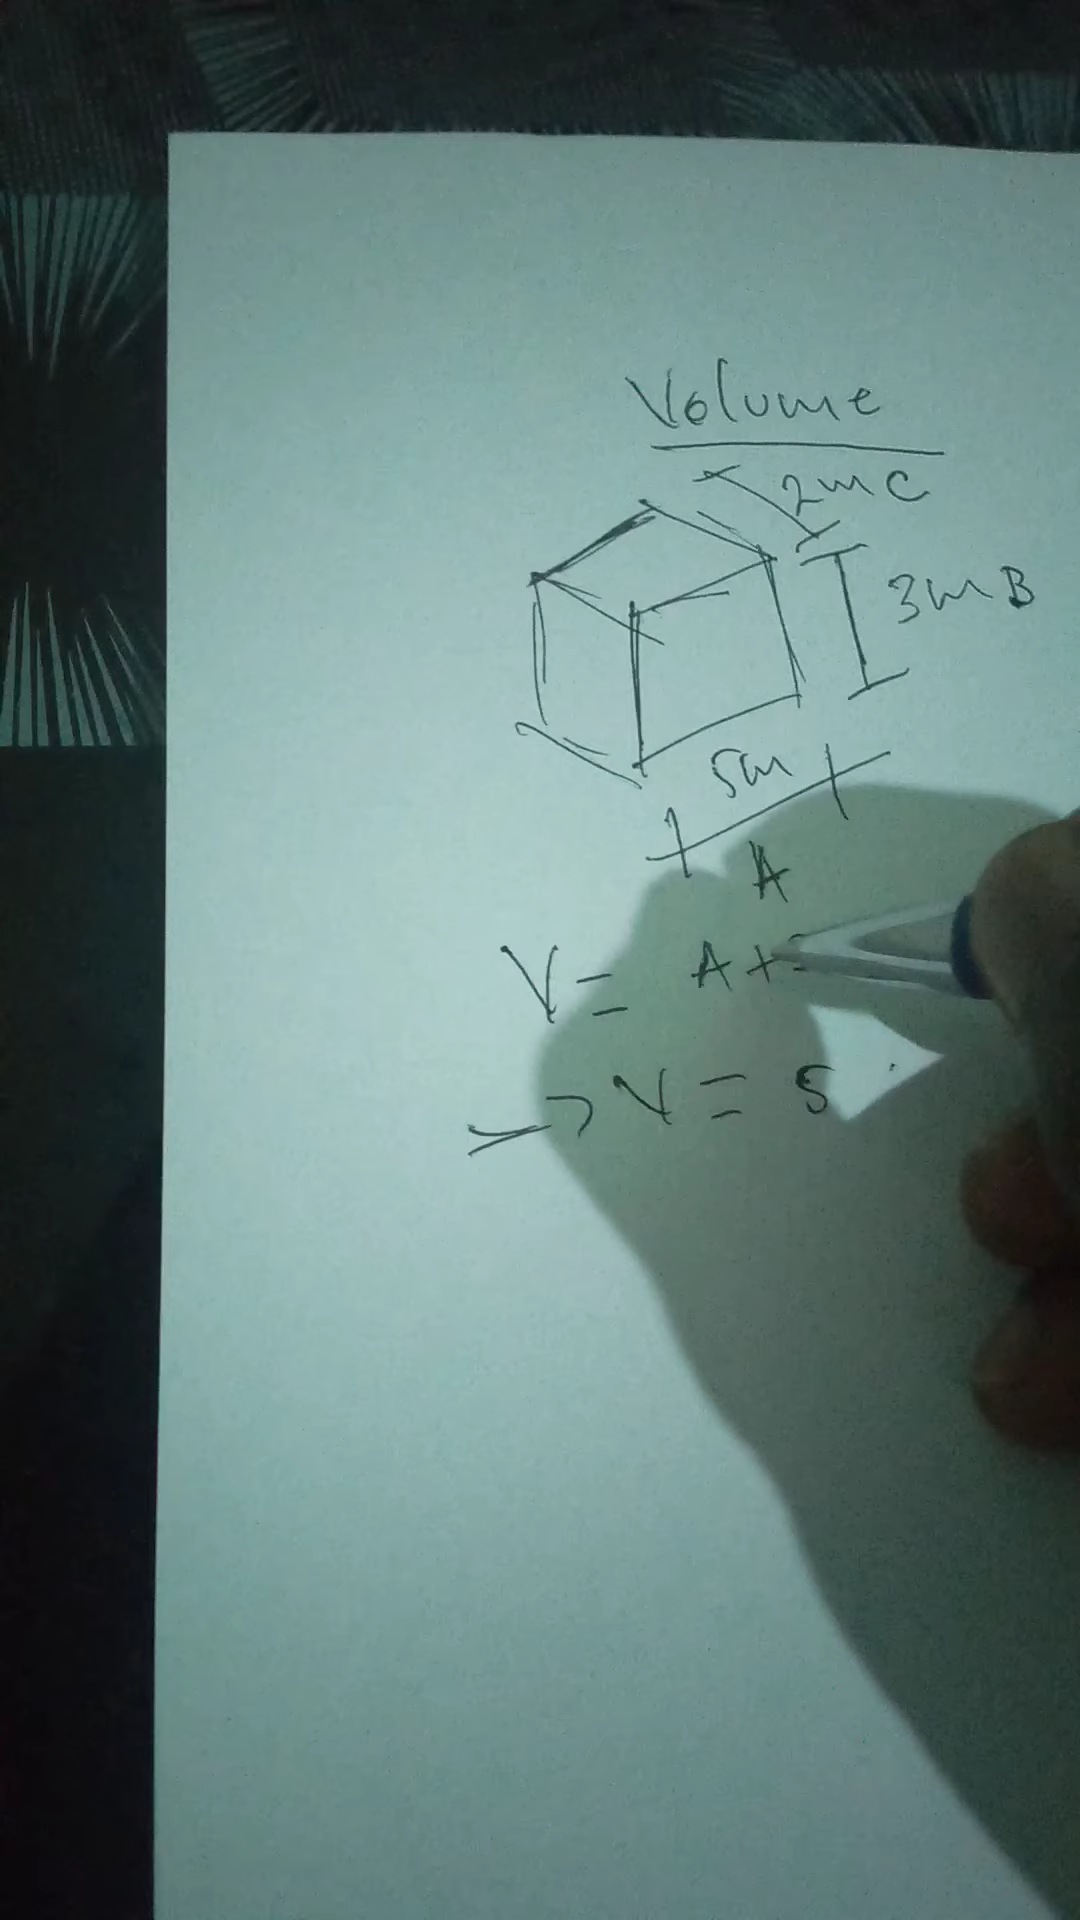 Volume
2m C
3m B
5m
A
V = A +
V = 5